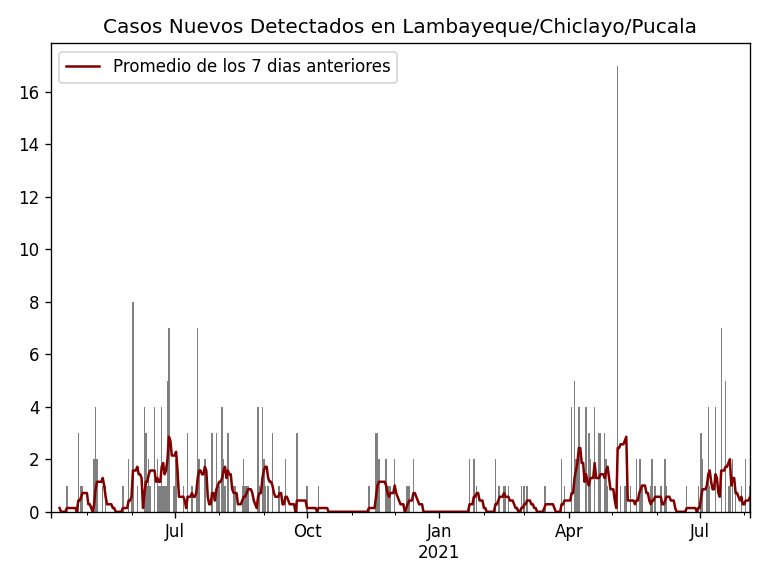 Casos Nuevos Detectados en Lambayeque/Chiclayo/Pucala
Promedio de los 7 dias anteriores
16
14
12
10
8
6
4
2
0
Jul
Oct
Jan
2021
Apr
Jul